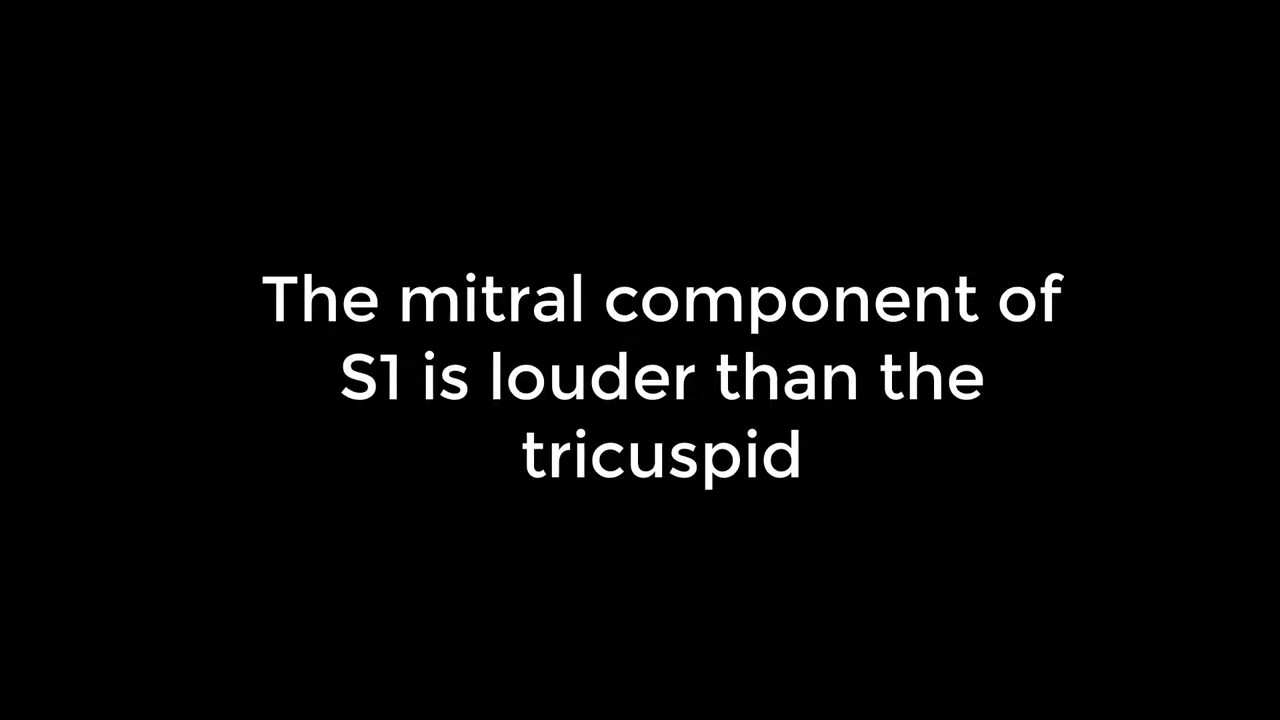 The mitral component of
S1 is louder than the
tricuspid